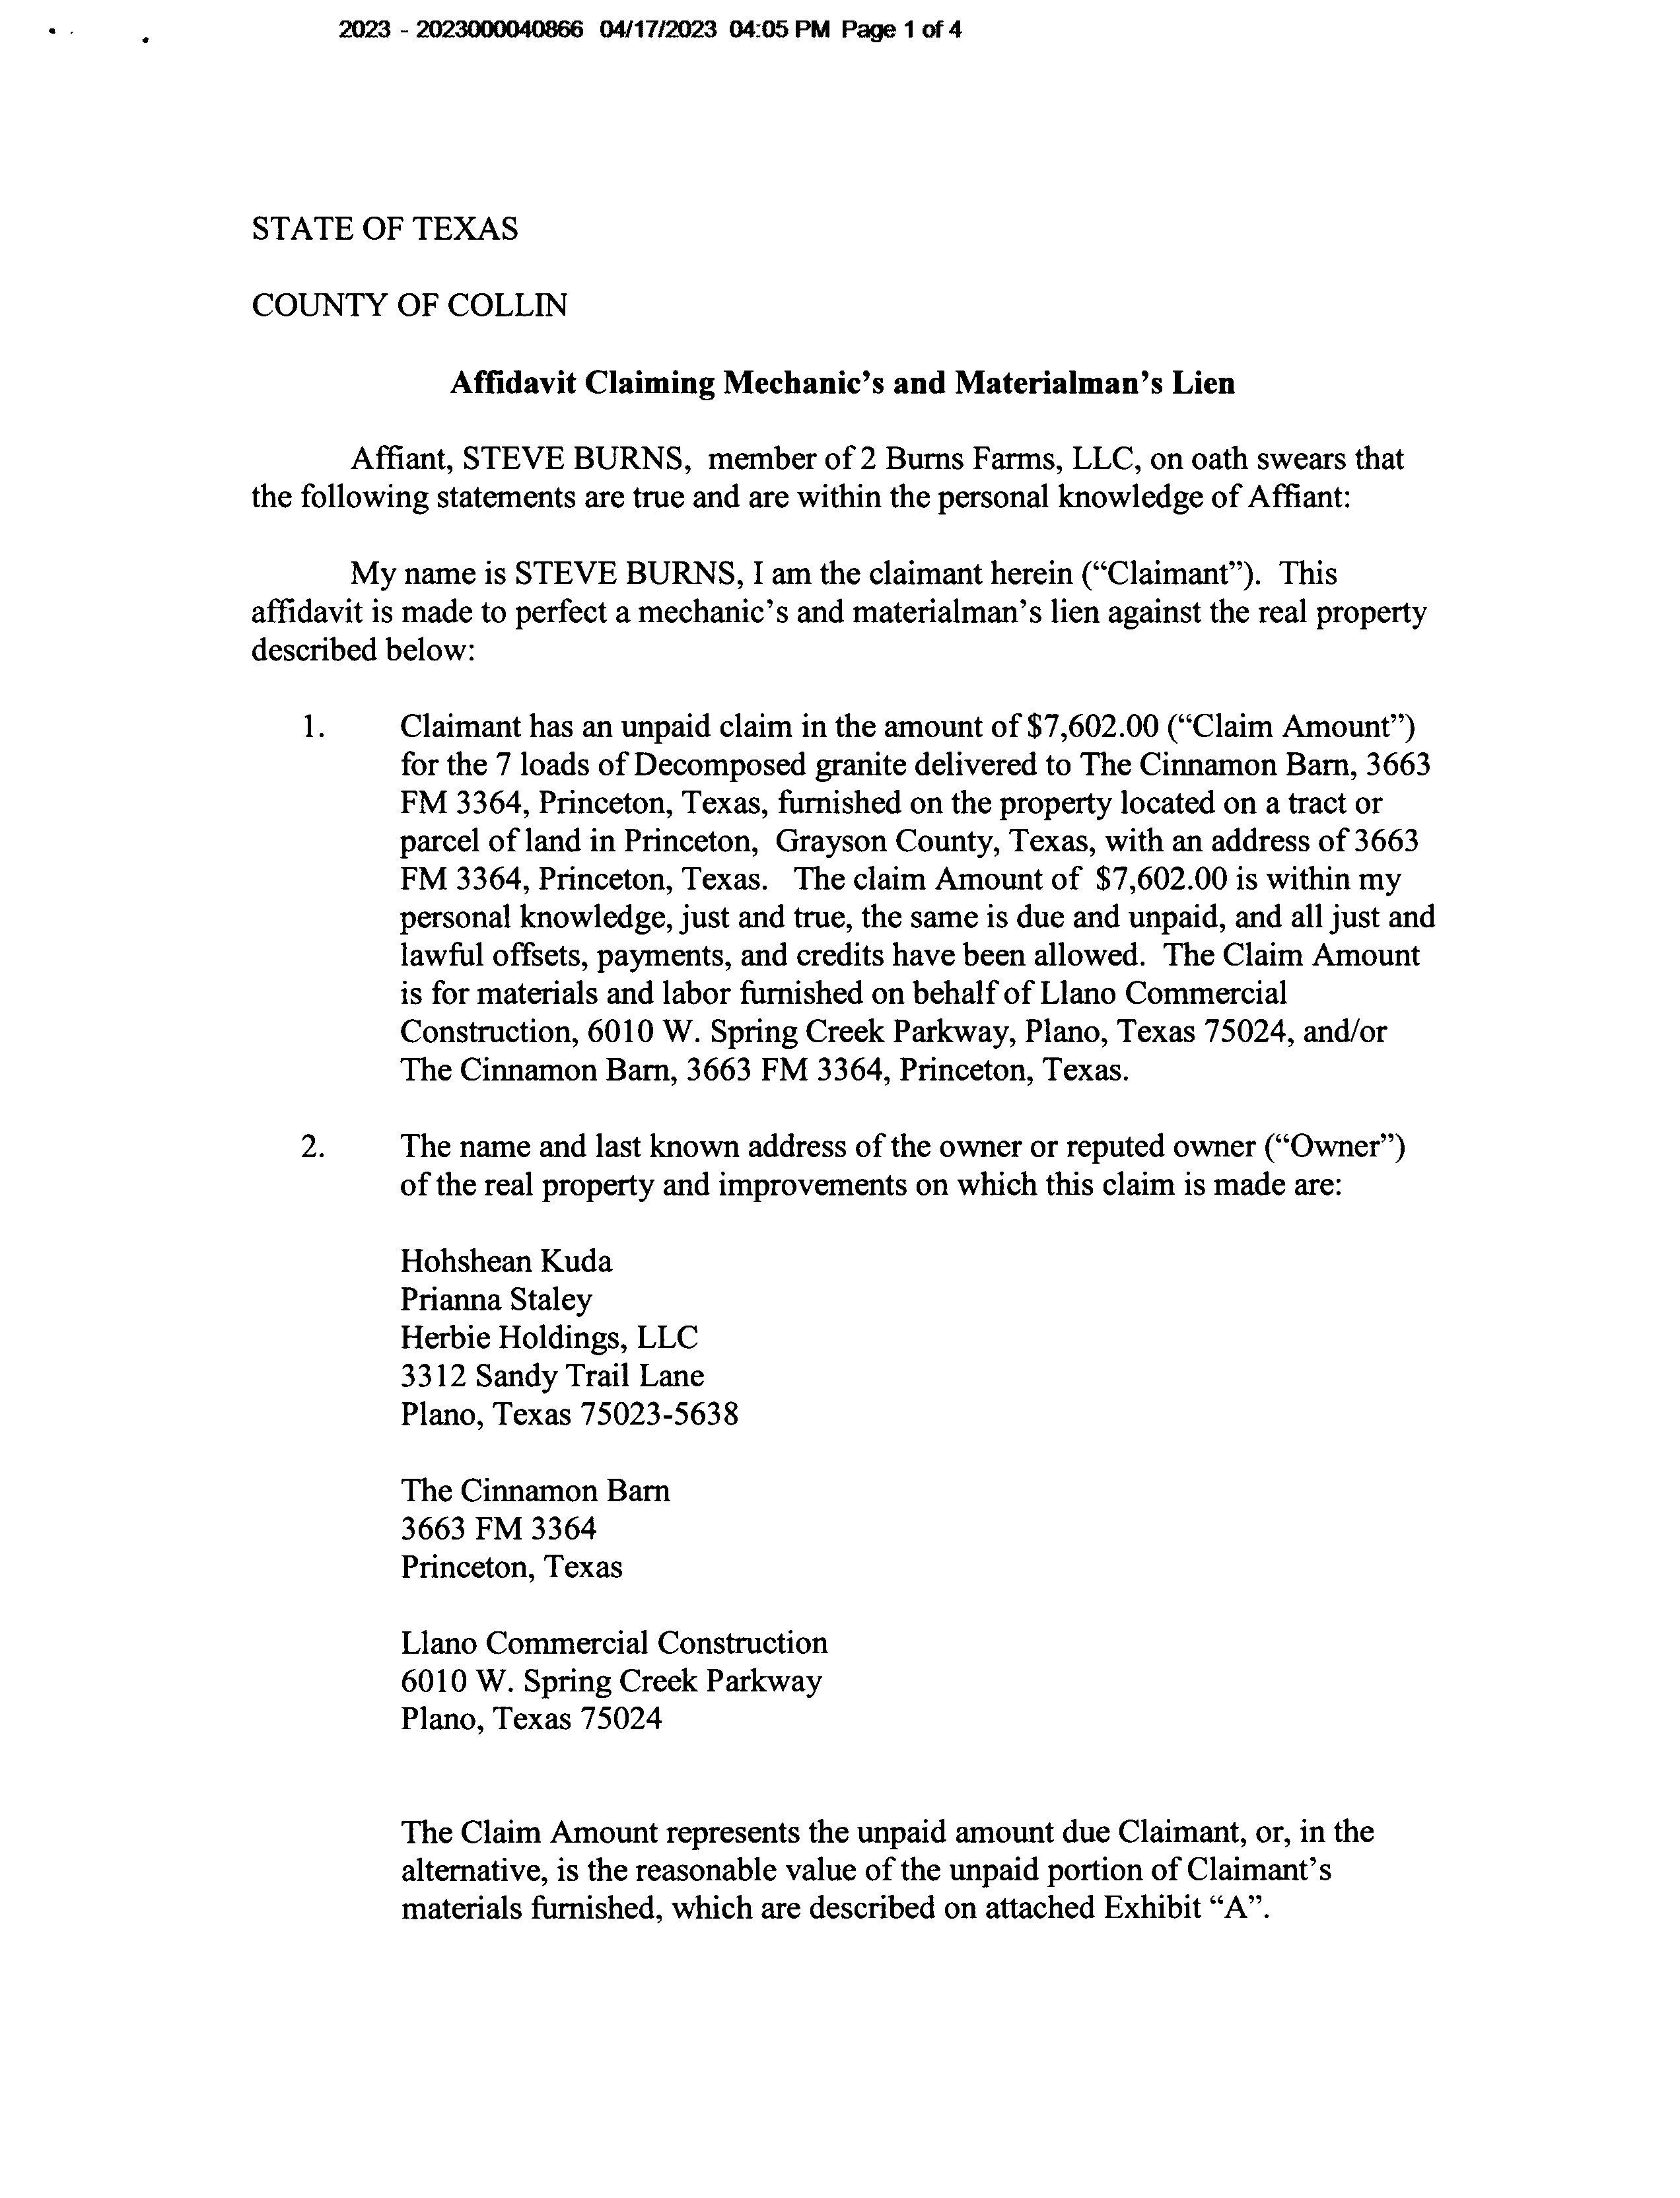 2023 - 2023000040866 04/17/2023 04:05 PM Page 1 of 4
STATE OF TEXAS
COUNTY OF COLLIN
Affidavit Claiming Mechanic's and Materialman's Lien
Affiant, STEVE BURNS, member of 2 Burns Farms, LLC, on oath swears that
the following statements are true and are within the personal knowledge of Affiant:
My name is STEVE BURNS, I am the claimant herein ("Claimant"). This
affidavit is made to perfect a mechanic's and materialman's lien against the real property
described below:
1. Claimant has an unpaid claim in the amount of $7,602.00 ("Claim Amount")
for the 7 loads of Decomposed granite delivered to The Cinnamon Barn, 3663
FM 3364, Princeton, Texas, furnished on the property located on a tract or
parcel of land in Princeton, Grayson County, Texas, with an address of 3663
FM 3364, Princeton, Texas. The claim Amount of $7,602.00 is within my
personal knowledge, just and true, the same is due and unpaid, and all just and
lawful offsets, payments, and credits have been allowed. The Claim Amount
is for materials and labor furnished on behalf of Llano Commercial
Construction, 6010 W. Spring Creek Parkway, Plano, Texas 75024, and/or
The Cinnamon Barn, 3663 FM 3364, Princeton, Texas.
2. The name and last known address of the owner or reputed owner ("Owner")
of the real property and improvements on which this claim is made are:
Hohshean Kuda
Prianna Staley
Herbie Holdings, LLC
3312 Sandy Trail Lane
Plano, Texas 75023-5638
The Cinnamon Barn
3663 FM 3364
Princeton, Texas
Llano Commercial Construction
6010 W. Spring Creek Parkway
Plano, Texas 75024
The Claim Amount represents the unpaid amount due Claimant, or, in the
alternative, is the reasonable value of the unpaid portion of Claimant's
materials furnished, which are described on attached Exhibit "A".